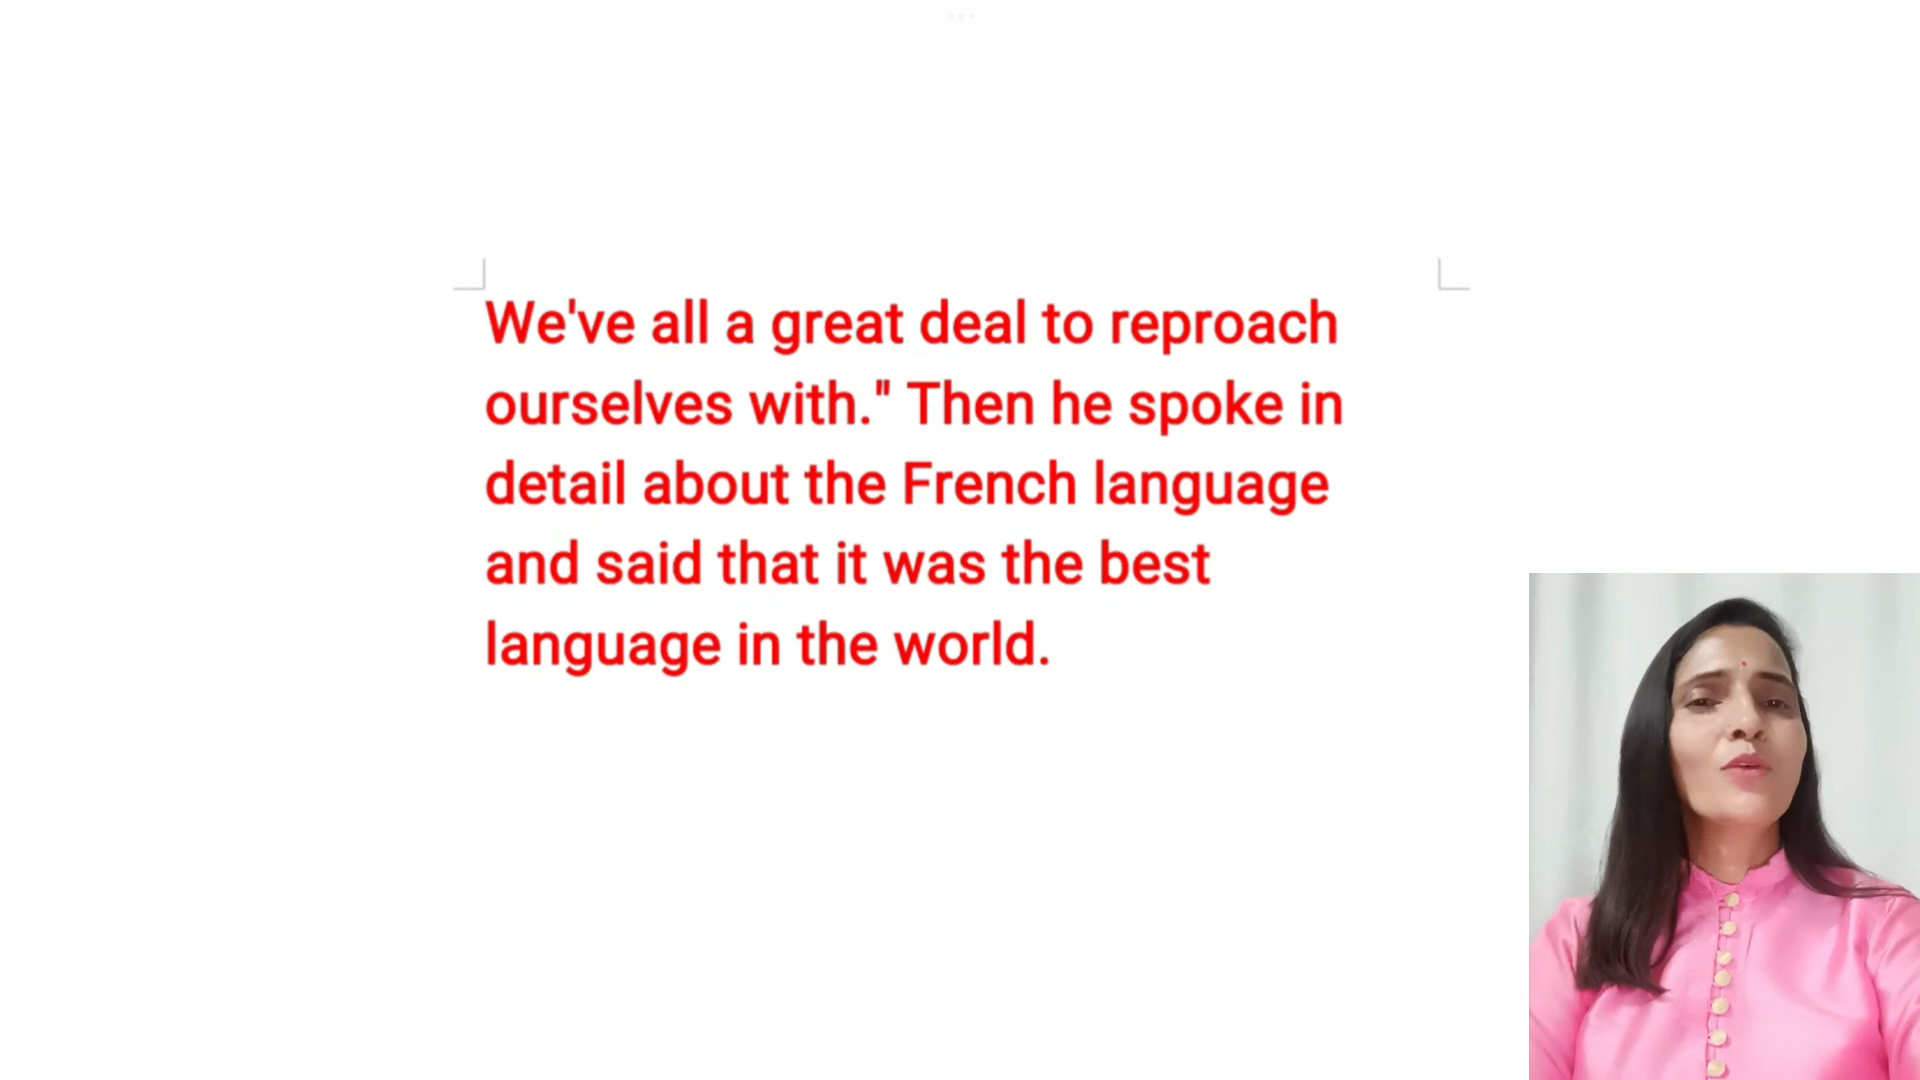 We've all a great deal to reproach
ourselves with." Then he spoke in
detail about the French language
and said that it was the best
language in the world.